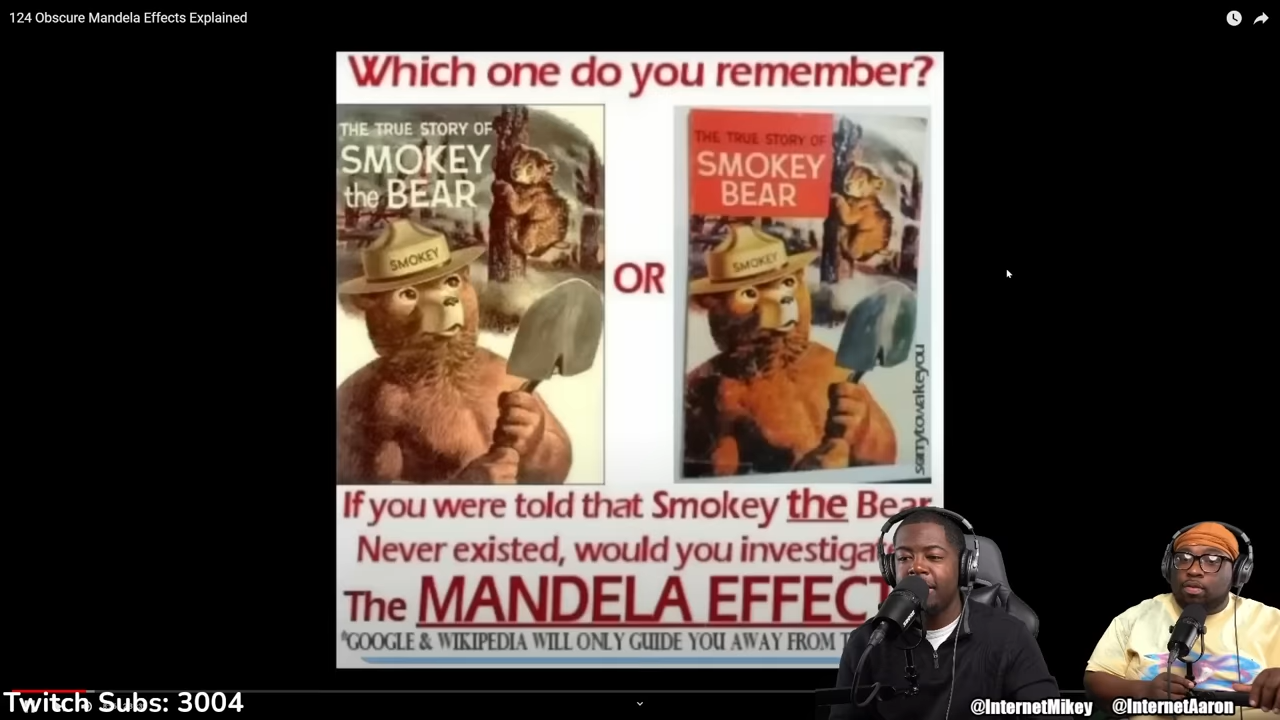 124 Obscure Mandela Effects Explained
Which one do you remember?
THE TRUE STORY OF
SMOKEY
the BEAR
SMOKEY
OR
THE TRUE STORY OF
SMOKEY
BEAR
SMOKEY
sorrytowakeyou
If you were told that Smokey the Bear
Never existed, would you
The MANDELA EFFECT
*GOOGLE & WIKIPEDIA WILL ONLY GUIDE YOU AWAY FROM
Twitch Subs: 3004
@InternetMikey
@InternetAaron